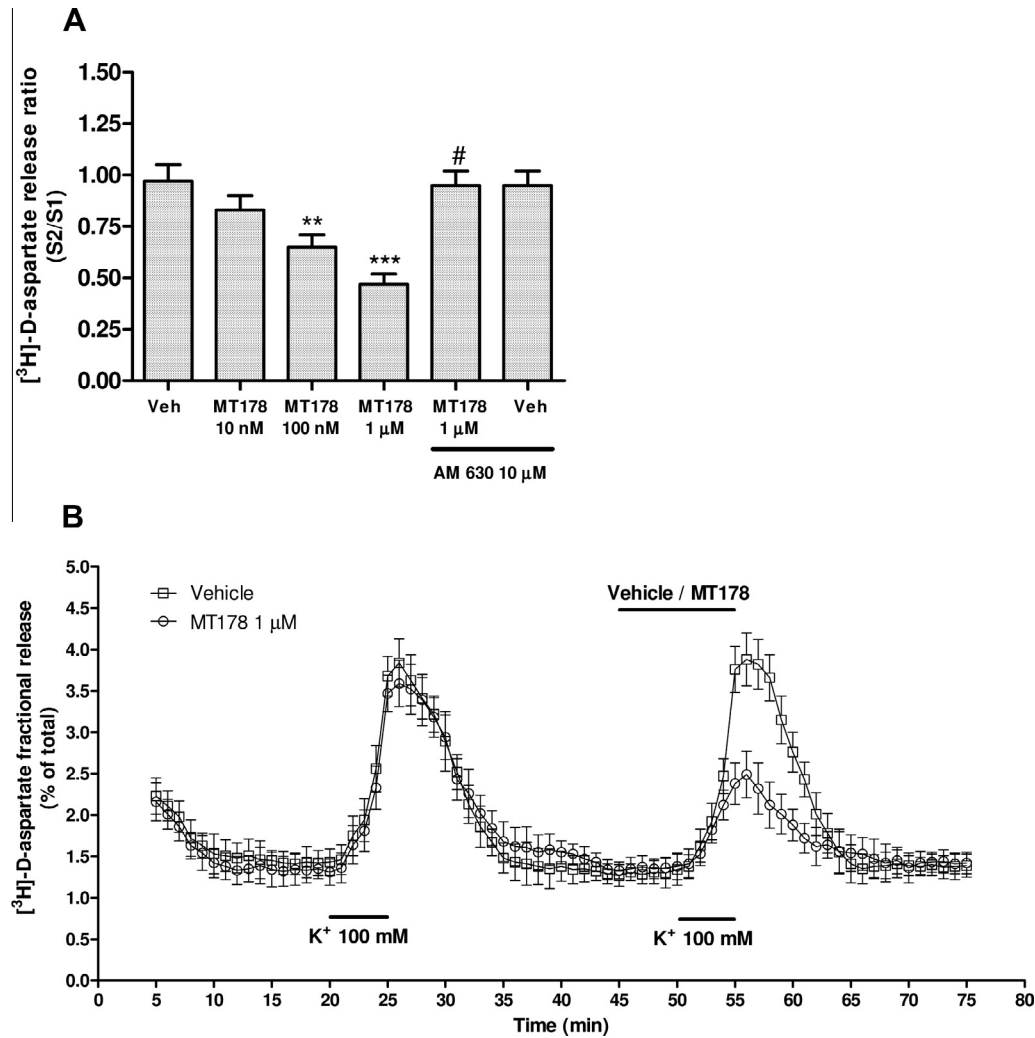 A
[³H]-D-aspartate release ratio
(S2/S1)
1.50
1.25
1.00
0.75
0.50
0.25
0.00
**
***
#
Veh
MT178
10 nM
MT178
100 nM
MT178
1 µM
MT178
1 µM
Veh
AM 630 10 µM
B
[³H]-D-aspartate fractional release
(% of total)
5.0
4.5
4.0
3.5
3.0
2.5
2.0
1.5
1.0
0.5
0.0
Vehicle
MT178 1 µM
Vehicle / MT178
K⁺ 100 mM
K⁺ 100 mM
0 5 10 15 20 25 30 35 40 45 50 55 60 65 70 75 80
Time (min)